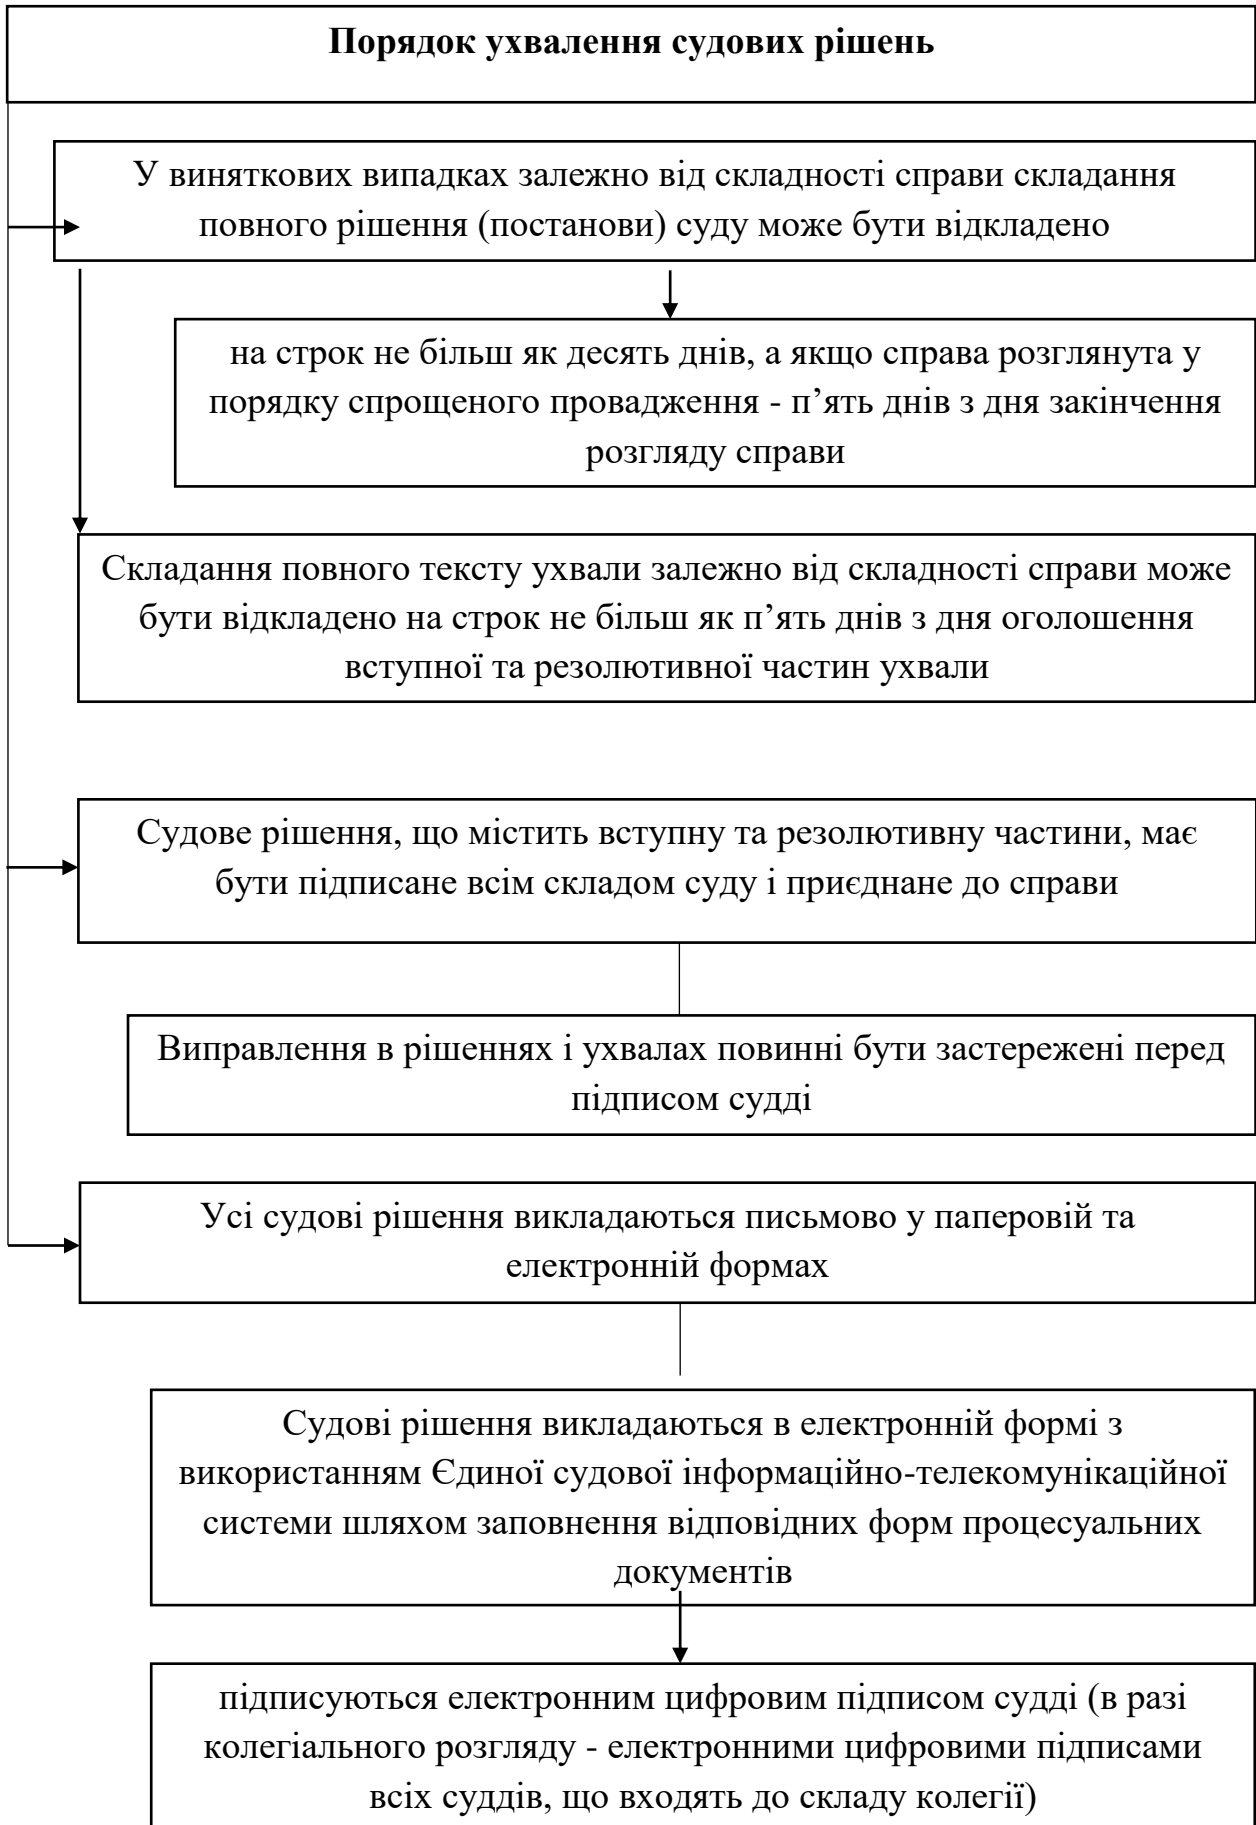 Порядок ухвалення судових рішень
У виняткових випадках залежно від складності справи складання
повного рішення (постанови) суду може бути відкладено
на строк не більш як десять днів, а якщо справа розглянута у
порядку спрощеного провадження - п’ять днів з дня закінчення
розгляду справи
Складання повного тексту ухвали залежно від складності справи може
бути відкладено на строк не більш як п’ять днів з дня оголошення
вступної та резолютивної частин ухвали
Судове рішення, що містить вступну та резолютивну частини, має
бути підписане всім складом суду і приєднане до справи
Виправлення в рішеннях і ухвалах повинні бути застережені перед
підписом судді
Усі судові рішення викладаються письмово у паперовій та
електронній формах
Судові рішення викладаються в електронній формі з
використанням Єдиної судової інформаційно-телекомунікаційної
системи шляхом заповнення відповідних форм процесуальних
документів
підписуються електронним цифровим підписом судді (в разі
колегіального розгляду - електронними цифровими підписами
всіх суддів, що входять до складу колегії)